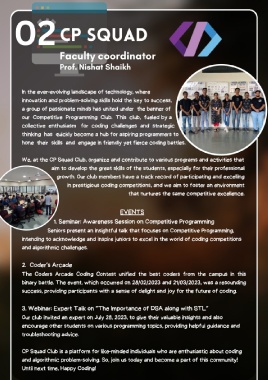 02 CP SQUAD
Faculty coordinator
Prof. Nishat Shaikh
In the ever-evolving landscape of technology, where
innovation and problem-solving skills hold the key to success,
a group of passionate minds has united under the banner of
our Competitive Programming Club. This club, fueled by a
collective enthusiasm for coding challenges and strategic
thinking has quickly become a hub for aspiring programmers to
hone their skills and engage in friendly yet fierce coding battles.
We, at the CP Squad Club, organize and contribute to various programs and activities that
aim to develop the great skills of the students, especially for their professional
growth. Our club members have a track record of participating and excelling
in prestigious coding competitions, and we aim to foster an environment
that nurtures the same competitive excellence.
EVENTS
1. Seminar: Awareness Session on Competitive Programming
Seniors present an insightful talk that focuses on Competitive Programming,
intending to acknowledge and inspire juniors to excel in the world of coding competitions
and algorithmic challenges.
2. Coder's Arcade
The Coders Arcade Coding Contest unified the best coders from the campus in this
binary battle. The event, which occurred on 28/02/2023 and 21/03/2023, was a resounding
success, providing participants with a sense of delight and joy for the future of coding.
3. Webinar: Expert Talk on "The Importance of DSA along with STL"
Our club invited an expert on July 28, 2023, to give their valuable insights and also
encourage other students on various programming topics, providing helpful guidance and
troubleshooting advice.
CP Squad Club is a platform for like-minded individuals who are enthusiastic about coding
and algorithmic problem-solving. So, join us today and become a part of this community!
Until next time, Happy Coding!